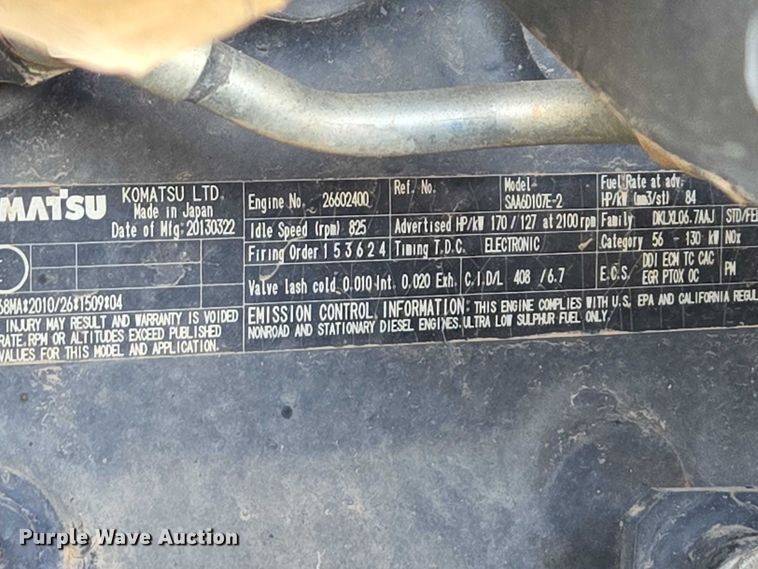 MATSU KOMATSU LTD.
Made in Japan
Date of Mfg: 20130322
68MA*2010/26*1509*04
INJURY MAY RESULT AND WARRANTY IS VOIDED
RATE, RPM OR ALTITUDES EXCEED PUBLISHED
VALUES FOR THIS MODEL AND APPLICATION.
Engine No. 26602400 Ref. No. Model SAA6D107E-2 Fuel Rate at adv. HP/kW (mm3/st) 84
Idle Speed (rpm) 825 Advertised HP/kW 170 / 127 at 2100 rpm Family DKLXL06.7AAJ STD/FEL
Firing Order 1 5 3 6 2 4 Timing T.D.C. ELECTRONIC Category 56 - 130 kW NOx
Valve lash cold 0.010 Int. 0.020 Exh. C.I.D/L 408 /6.7 E.C.S. DDI ECM TC CAC EGR PTOX OC PM
EMISSION CONTROL INFORMATION: THIS ENGINE COMPLIES WITH U.S. EPA AND CALIFORNIA REGUL
NONROAD AND STATIONARY DIESEL ENGINES. ULTRA LOW SULPHUR FUEL ONLY.
Purple Wave Auction